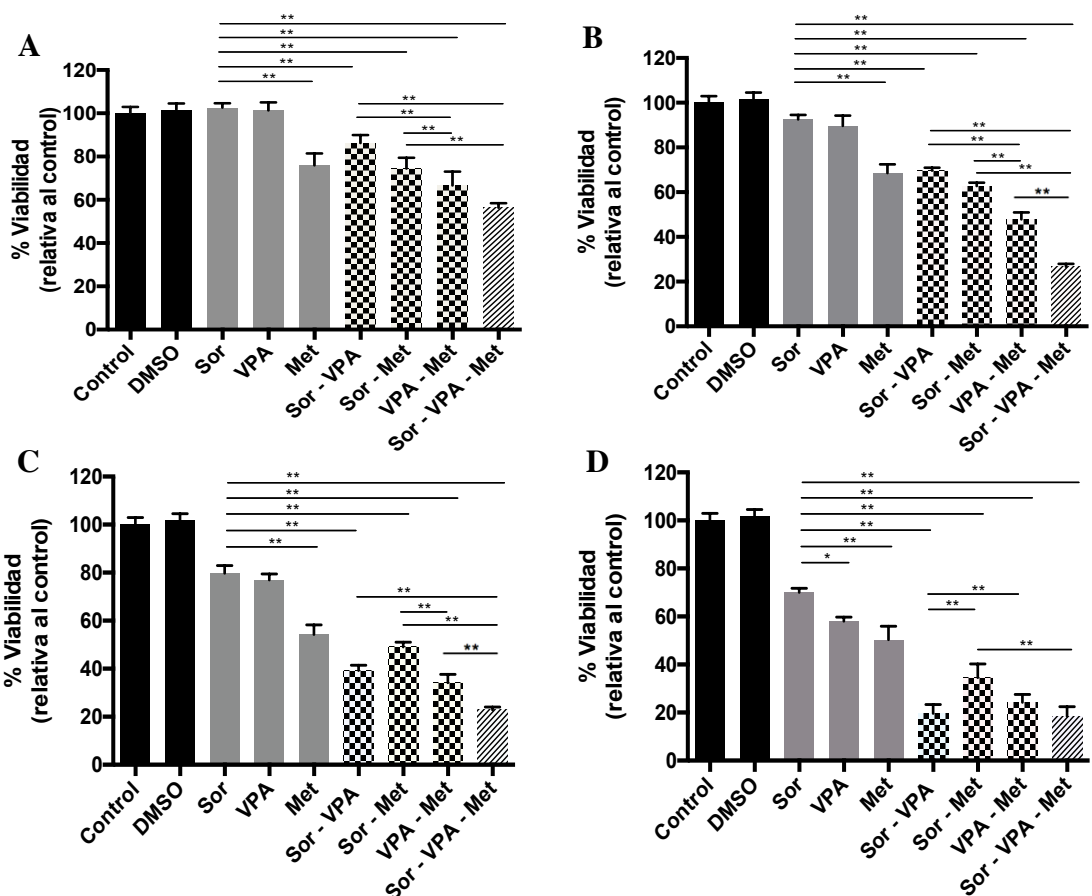 A
**
**
**
**
**
**
**
**
**
% Viabilidad
(relativa al control)
120
100
80
60
40
20
0
Control
DMSO
Sor
VPA
Met
Sor - VPA
Sor - Met
VPA - Met
Sor - VPA - Met
B
**
**
**
**
**
**
**
**
**
**
% Viabilidad
(relativa al control)
120
100
80
60
40
20
0
Control
DMSO
Sor
VPA
Met
Sor - VPA
Sor - Met
VPA - Met
Sor - VPA - Met
C
**
**
**
**
**
**
**
**
**
% Viabilidad
(relativa al control)
120
100
80
60
40
20
0
Control
DMSO
Sor
VPA
Met
Sor - VPA
Sor - Met
VPA - Met
Sor - VPA - Met
D
**
**
**
**
**
*
**
**
**
% Viabilidad
(relativa al control)
120
100
80
60
40
20
0
Control
DMSO
Sor
VPA
Met
Sor - VPA
Sor - Met
VPA - Met
Sor - VPA - Met